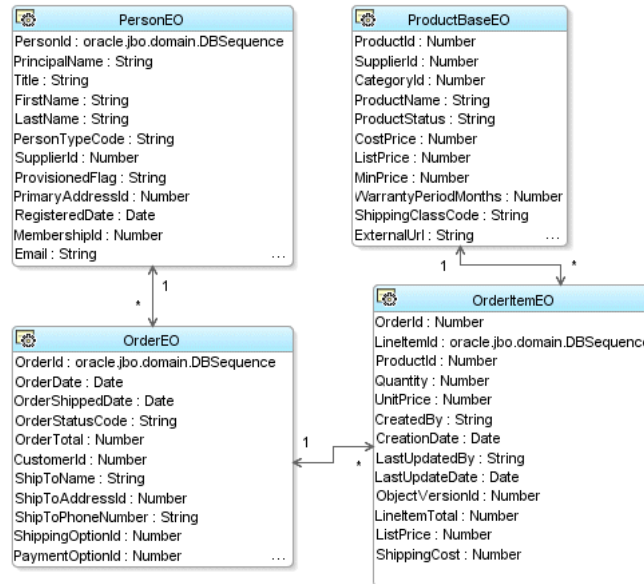 PersonEO
PersonId : oracle.jbo.domain.DBSequence
PrincipalName : String
Title : String
FirstName : String
LastName : String
PersonTypeCode : String
SupplierId : Number
ProvisionedFlag : String
PrimaryAddressId : Number
RegisteredDate : Date
MembershipId : Number
Email : String
...
ProductBaseEO
ProductId : Number
SupplierId : Number
CategoryId : Number
ProductName : String
ProductStatus : String
CostPrice : Number
ListPrice : Number
MinPrice : Number
WarrantyPeriodMonths : Number
ShippingClassCode : String
ExternalUrl : String
...
1
*
1
*
OrderEO
OrderId : oracle.jbo.domain.DBSequence
OrderDate : Date
OrderShippedDate : Date
OrderStatusCode : String
OrderTotal : Number
CustomerId : Number
ShipToName : String
ShipToAddressId : Number
ShipToPhoneNumber : String
ShippingOptionId : Number
PaymentOptionId : Number
...
1
*
OrderItemEO
OrderId : Number
LineItemId : oracle.jbo.domain.DBSequence
ProductId : Number
Quantity : Number
UnitPrice : Number
CreatedBy : String
CreationDate : Date
LastUpdatedBy : String
LastUpdateDate : Date
ObjectVersionId : Number
LineItemTotal : Number
ListPrice : Number
ShippingCost : Number